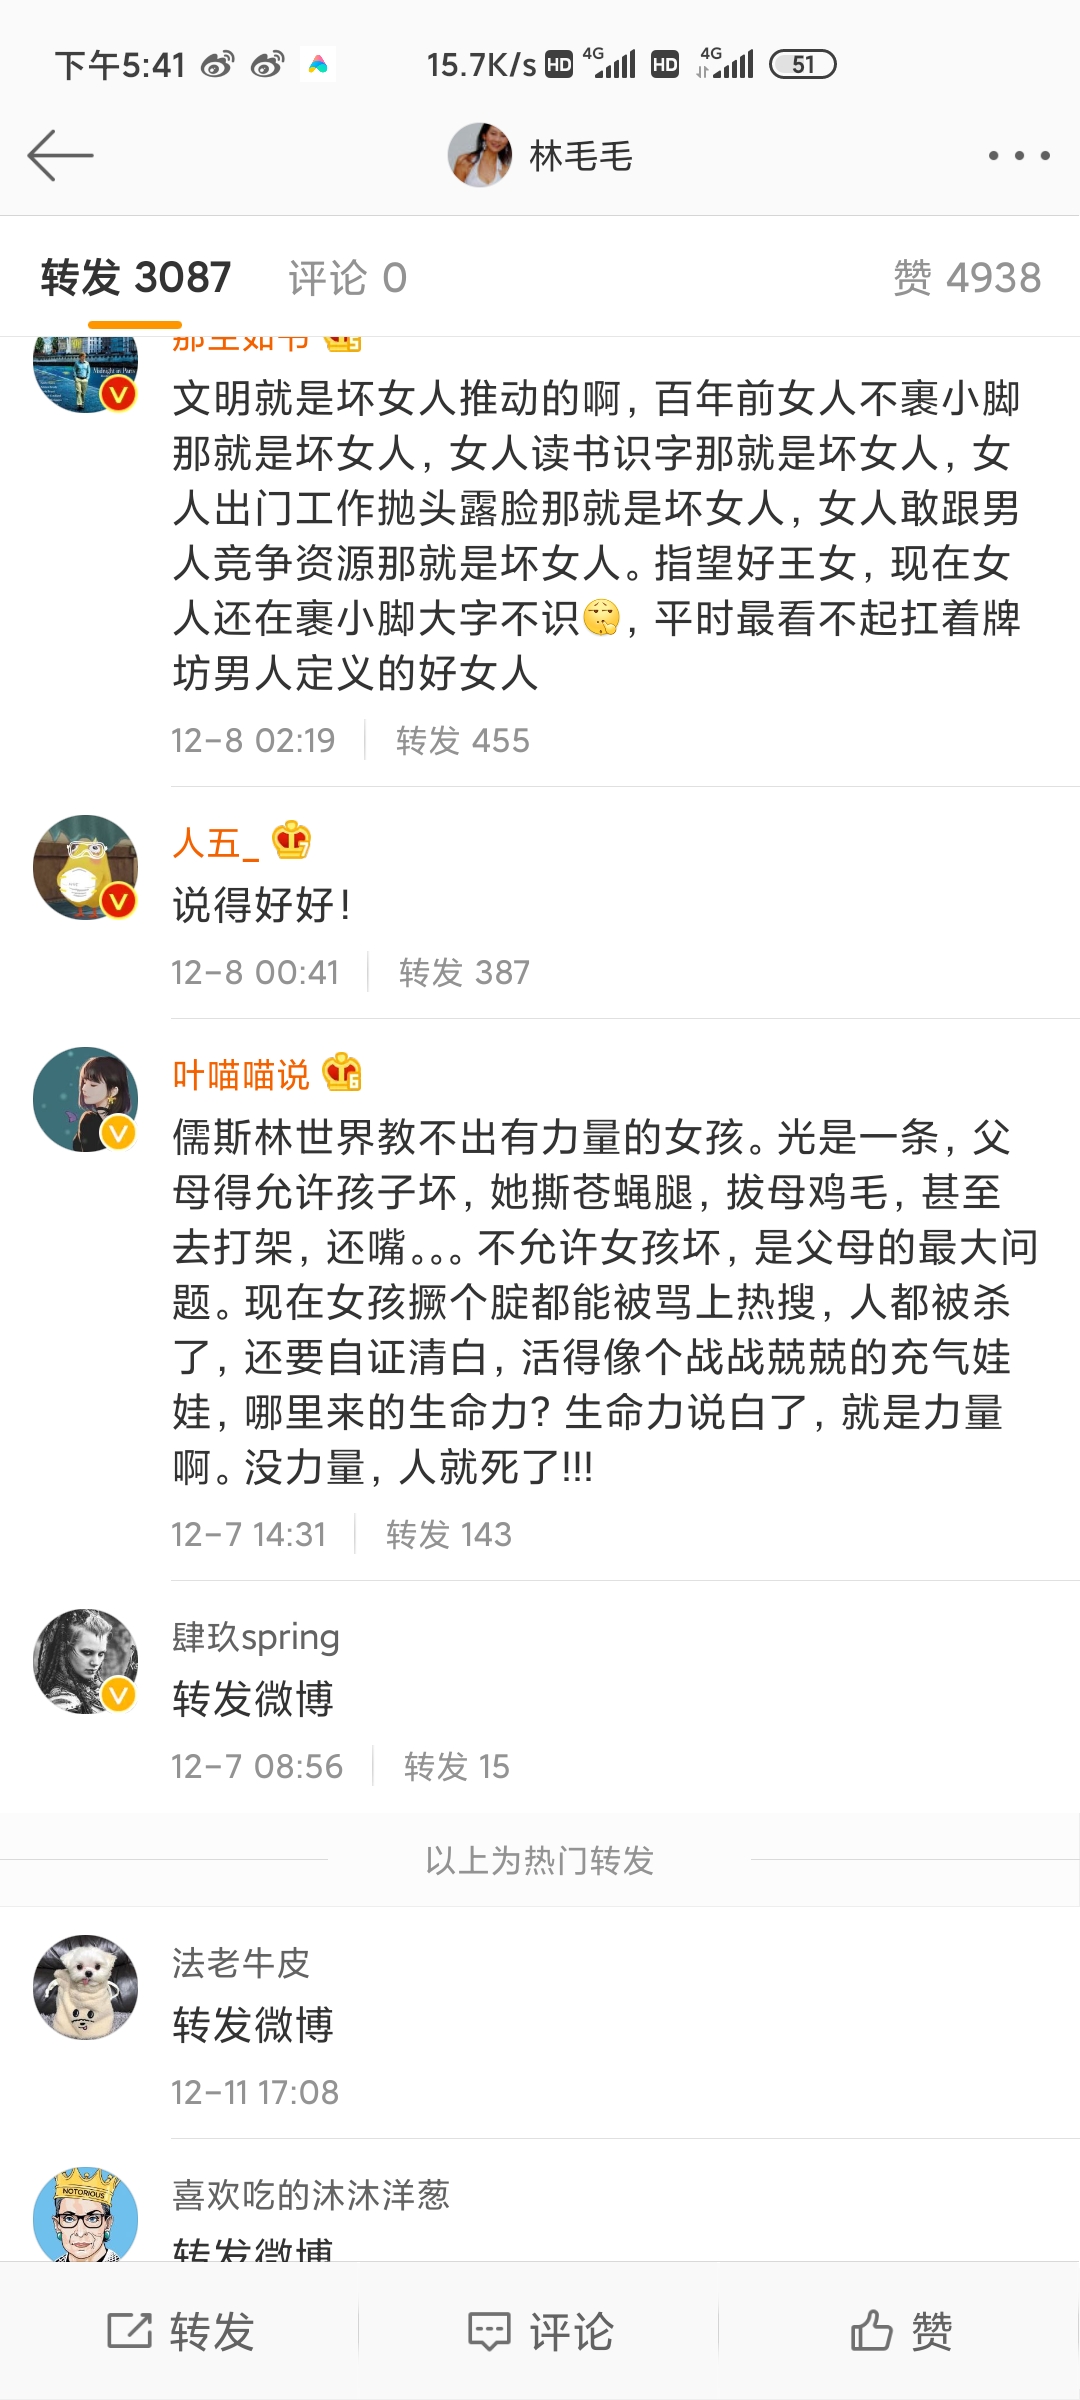 下午5:41
15.7K/s HD 4G HD 4G 51
林毛毛
转发 3087 评论 0 赞 4938
那生如书
文明就是坏女人推动的啊，百年前女人不裹小脚
那就是坏女人，女人读书识字那就是坏女人，女
人出门工作抛头露脸那就是坏女人，女人敢跟男
人竞争资源那就是坏女人。指望好王女，现在女
人还在裹小脚大字不识，平时最看不起扛着牌
坊男人定义的好女人
12-8 02:19 转发 455
人五_
说得好好！
12-8 00:41 转发 387
叶喵喵说
儒斯林世界教不出有力量的女孩。光是一条，父
母得允许孩子坏，她撕苍蝇腿，拔母鸡毛，甚至
去打架，还嘴。。。不允许女孩坏，是父母的最大问
题。现在女孩撅个腚都能被骂上热搜，人都被杀
了，还要自证清白，活得像个战战兢兢的充气娃
娃，哪里来的生命力？生命力说白了，就是力量
啊。没力量，人就死了!!!
12-7 14:31 转发 143
肆玖spring
转发微博
12-7 08:56 转发 15
以上为热门转发
法老牛皮
转发微博
12-11 17:08
NOTORIOUS
喜欢吃的沐沐洋葱
转发微博
转发 评论 赞